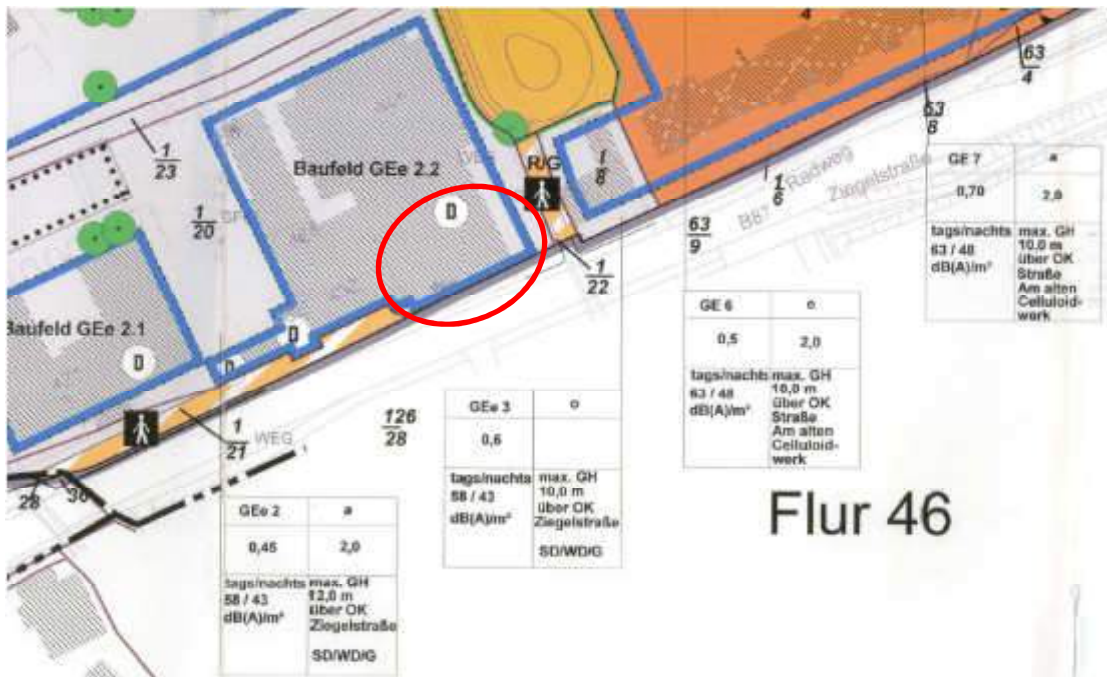 63
4
63
8
1
23
Baufeld GEe 2.2
R/G
1
8
D
1
6
Radweg
Ziegelstraße
B87
1
20
63
9
1
22
Baufeld GEe 2.1
D
D
D
126
28
1
21
WEG
28
36
GE 7 a
0,70 2,0
tags/nachts
63 / 48
dB(A)/m²
max. GH
10,0 m
über OK
Straße
Am alten
Celluloid-
werk
GE 6 o
0,5 2,0
tags/nachts
63 / 48
dB(A)/m²
max. GH
10,0 m
über OK
Straße
Am alten
Celluloid-
werk
GEe 3 o
0,6
tags/nachts
58 / 43
dB(A)/m²
max. GH
10,0 m
über OK
Ziegelstraße
SD/WD/G
GEe 2 a
0,45 2,0
tags/nachts
58 / 43
dB(A)/m²
max. GH
12,0 m
über OK
Ziegelstraße
SD/WD/G
Flur 46